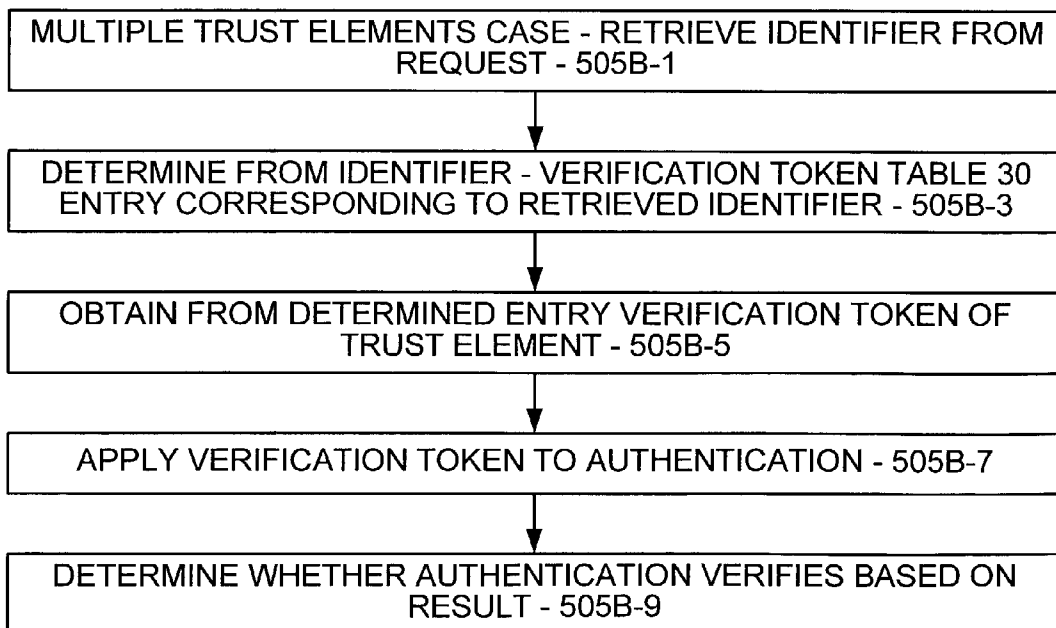 MULTIPLE TRUST ELEMENTS CASE - RETRIEVE IDENTIFIER FROM
REQUEST - 505B-1
DETERMINE FROM IDENTIFIER - VERIFICATION TOKEN TABLE 30
ENTRY CORRESPONDING TO RETRIEVED IDENTIFIER - 505B-3
OBTAIN FROM DETERMINED ENTRY VERIFICATION TOKEN OF
TRUST ELEMENT - 505B-5
APPLY VERIFICATION TOKEN TO AUTHENTICATION - 505B-7
DETERMINE WHETHER AUTHENTICATION VERIFIES BASED ON
RESULT - 505B-9